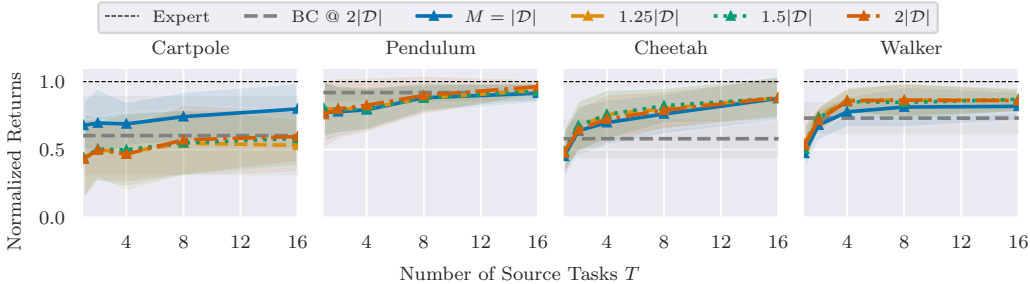 Expert BC @ 2|𝒟| M = |𝒟| 1.25|𝒟| 1.5|𝒟| 2|𝒟|
Cartpole Pendulum Cheetah Walker
Normalized Returns
1.0
0.5
0.0
4 8 12 16 4 8 12 16 4 8 12 16 4 8 12 16
Number of Source Tasks T